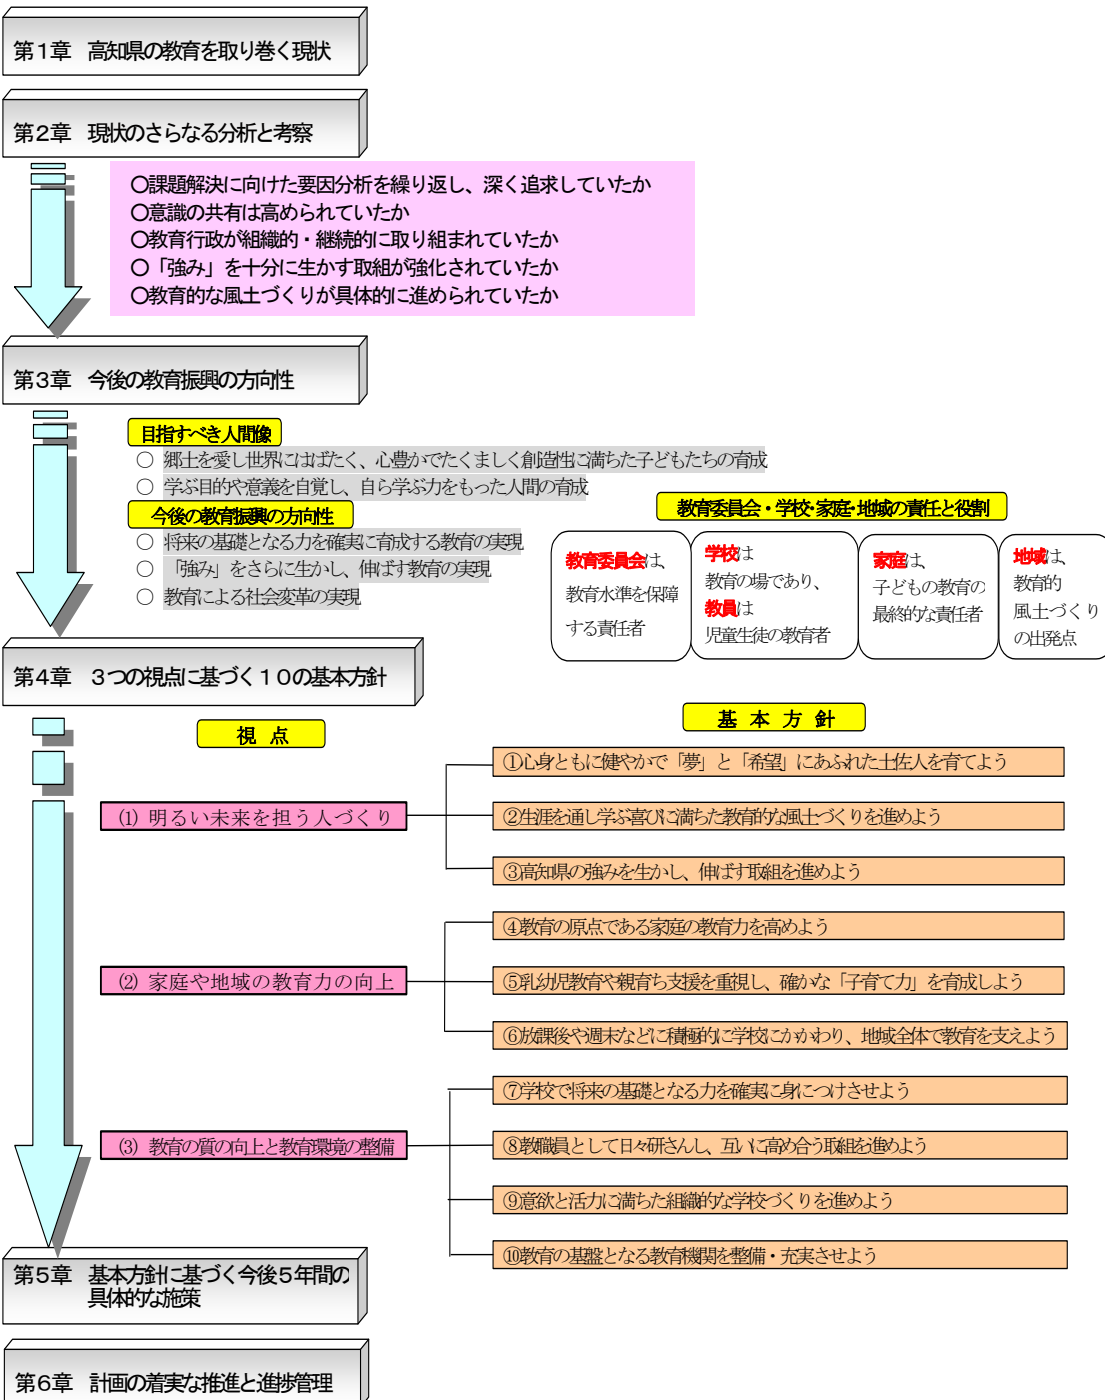 第1章 高知県の教育を取り巻く現状
第2章 現状のさらなる分析と考察
○課題解決に向けた要因分析を繰り返し、深く追求していたか
○意識の共有は高められていたか
○教育行政が組織的・継続的に取り組まれていたか
○「強み」を十分に生かす取組が強化されていたか
○教育的な風土づくりが具体的に進められていたか
第3章 今後の教育振興の方向性
目指すべき人間像
○ 郷土を愛し世界にはばたく、心豊かでたくましく創造性に満ちた子どもたちの育成
○ 学ぶ目的や意義を自覚し、自ら学ぶ力をもった人間の育成
今後の教育振興の方向性
○ 将来の基礎となる力を確実に育成する教育の実現
○ 「強み」をさらに生かし、伸ばす教育の実現
○ 教育による社会変革の実現
教育委員会・学校・家庭・地域の責任と役割
教育委員会は、
教育水準を保障
する責任者
学校は
教育の場であり、
教員は
児童生徒の教育者
家庭は、
子どもの教育の
最終的な責任者
地域は、
教育的
風土づくり
の出発点
第4章 3つの視点に基づく10の基本方針
視 点
基 本 方 針
(1) 明るい未来を担う人づくり
①心身ともに健やかで「夢」と「希望」にあふれた土佐人を育てよう
②生涯を通し学ぶ喜びに満ちた教育的な風土づくりを進めよう
③高知県の強みを生かし、伸ばす取組を進めよう
(2) 家庭や地域の教育力の向上
④教育の原点である家庭の教育力を高めよう
⑤乳幼児教育や親育ち支援を重視し、確かな「子育て力」を育成しよう
⑥放課後や週末などに積極的に学校にかかわり、地域全体で教育を支えよう
(3) 教育の質の向上と教育環境の整備
⑦学校で将来の基礎となる力を確実に身につけさせよう
⑧教職員として日々研さんし、互いに高め合う取組を進めよう
⑨意欲と活力に満ちた組織的な学校づくりを進めよう
⑩教育の基盤となる教育機関を整備・充実させよう
第5章 基本方針に基づく今後5年間の
具体的な施策
第6章 計画の着実な推進と進捗管理